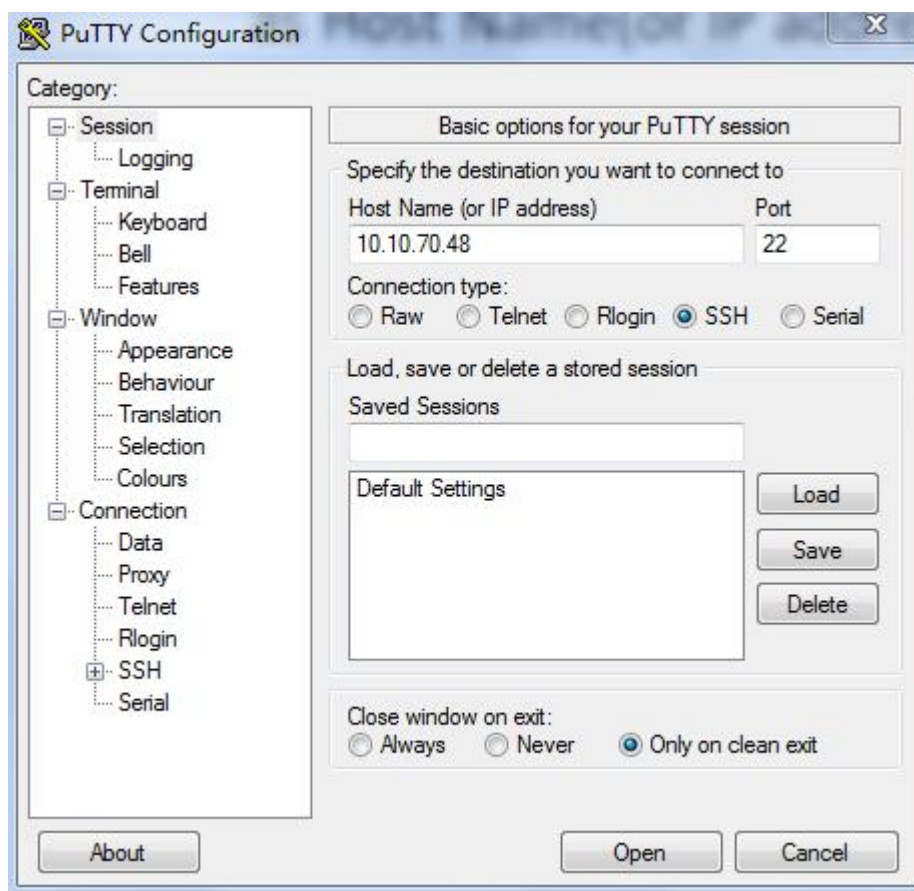 PuTTY Configuration
Host Name(or IP
Category:
Session
Logging
Terminal
Keyboard
Bell
Features
Window
Appearance
Behaviour
Translation
Selection
Colours
Connection
Data
Proxy
Telnet
Rlogin
SSH
Serial
Basic options for your PuTTY session
Specify the destination you want to connect to
Host Name (or IP address)
Port
10.10.70.48
22
Connection type:
Raw Telnet Rlogin SSH Serial
Load, save or delete a stored session
Saved Sessions
Default Settings
Load
Save
Delete
Close window on exit:
Always Never Only on clean exit
About
Open
Cancel